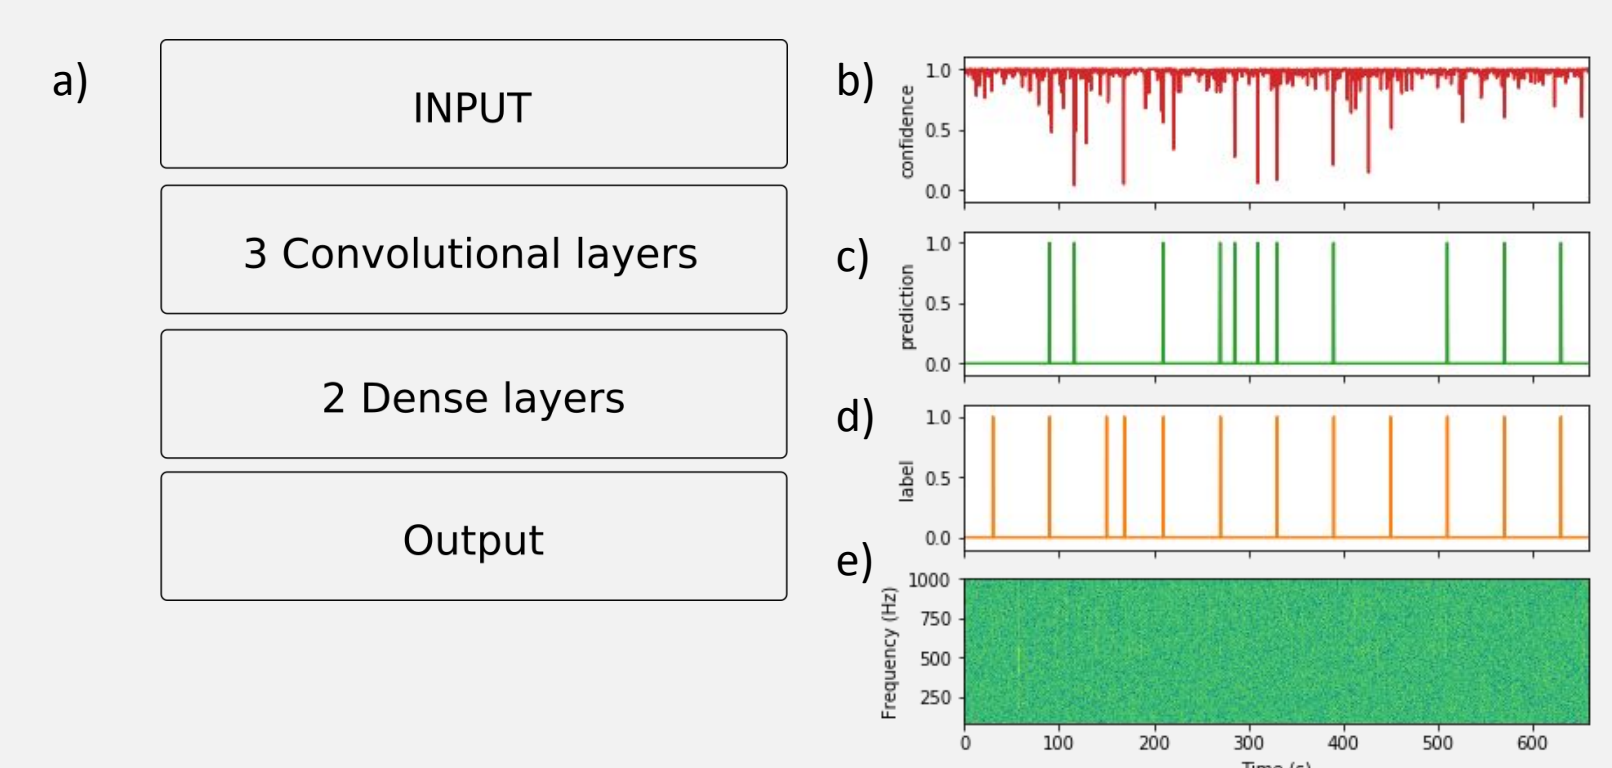 a)
INPUT
3 Convolutional layers
2 Dense layers
Output
b)
confidence
1.0
0.5
0.0
c)
prediction
1.0
0.5
0.0
d)
label
1.0
0.5
0.0
e)
Frequency (Hz)
1000
750
500
250
0 100 200 300 400 500 600
Time (s)